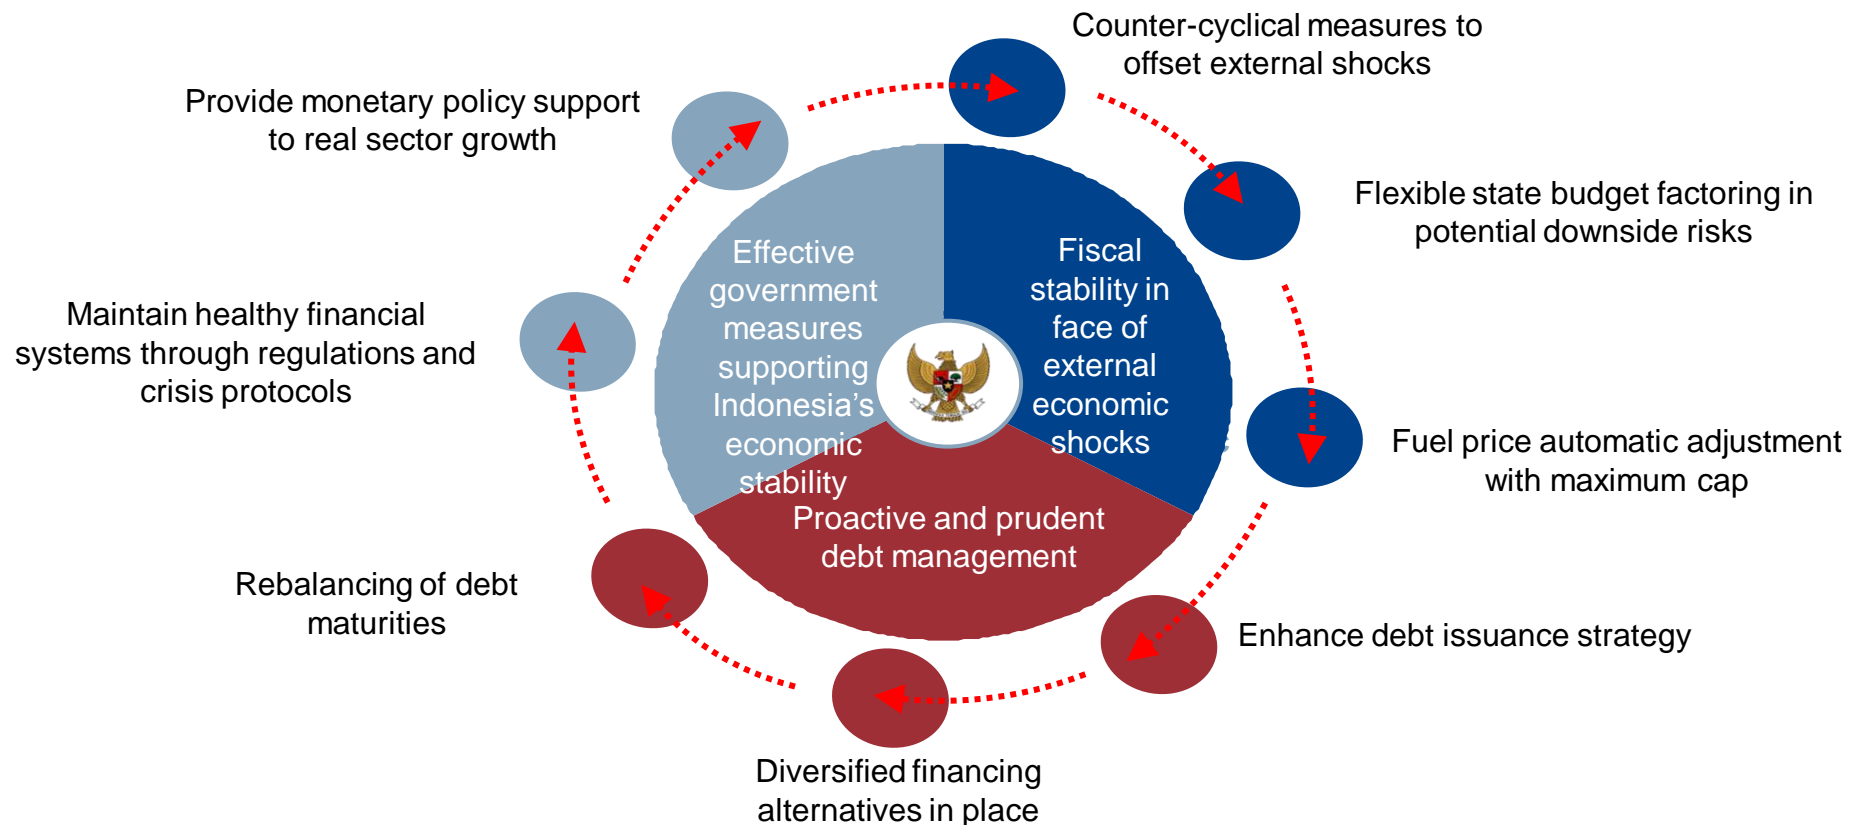 Counter-cyclical measures to
offset external shocks
Provide monetary policy support
to real sector growth
Flexible state budget factoring in
potential downside risks
Maintain healthy financial
systems through regulations and
crisis protocols
Effective
government
measures
supporting
Indonesia’s
economic
stability
Fiscal
stability in
face of
external
economic
shocks
Fuel price automatic adjustment
with maximum cap
Proactive and prudent
debt management
Rebalancing of debt
maturities
Enhance debt issuance strategy
Diversified financing
alternatives in place